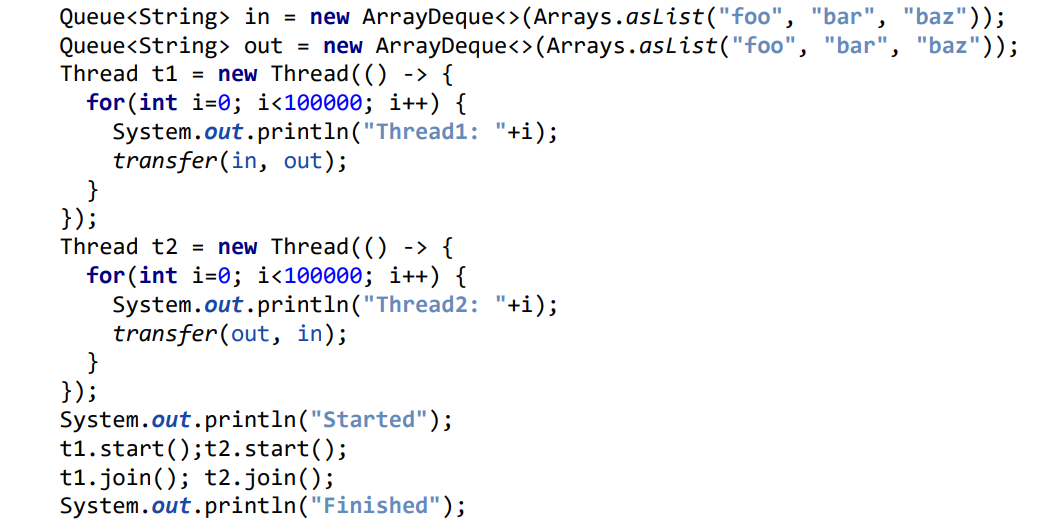 Queue<String> in = new ArrayDeque<>(Arrays.asList("foo", "bar", "baz"));
Queue<String> out = new ArrayDeque<>(Arrays.asList("foo", "bar", "baz"));
Thread t1 = new Thread(() -> {
  for(int i=0; i<100000; i++) {
    System.out.println("Thread1: "+i);
    transfer(in, out);
  }
});
Thread t2 = new Thread(() -> {
  for(int i=0; i<100000; i++) {
    System.out.println("Thread2: "+i);
    transfer(out, in);
  }
});
System.out.println("Started");
t1.start();t2.start();
t1.join(); t2.join();
System.out.println("Finished");